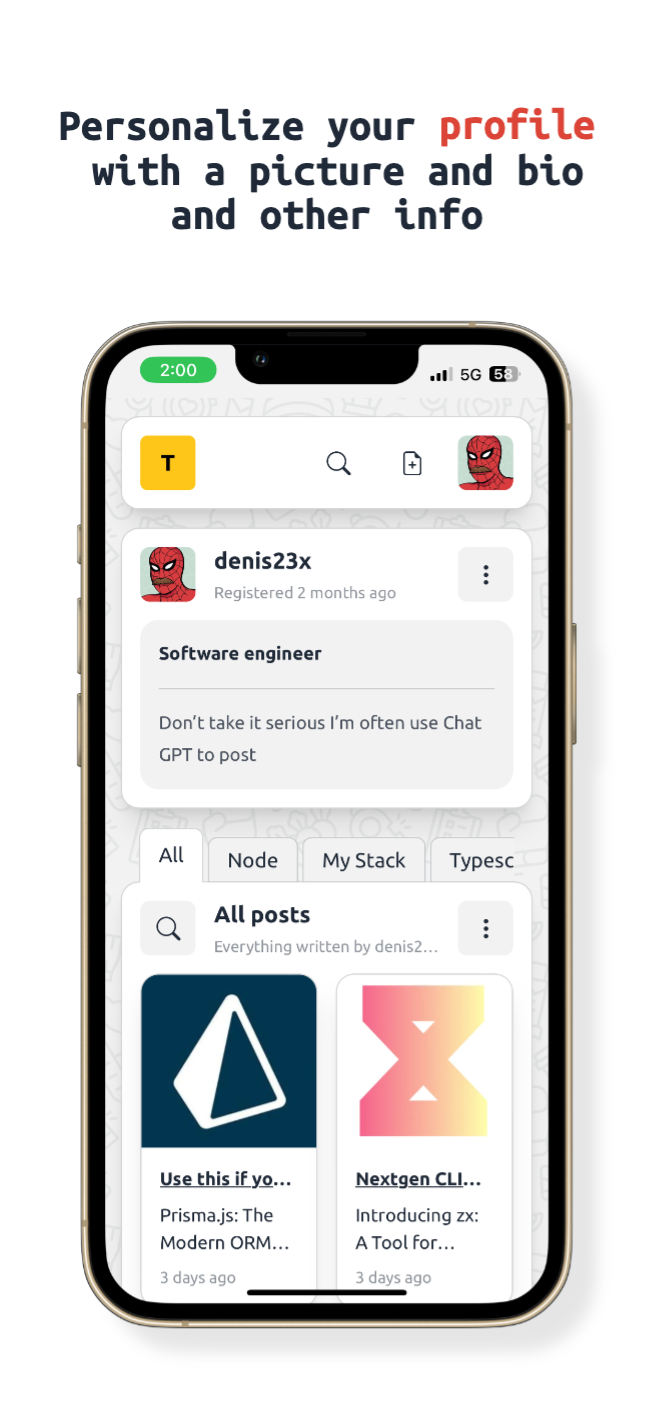 Personalize your profile
with a picture and bio
and other info
2:00
5G 58
T
denis23x
Registered 2 months ago
Software engineer
Don’t take it serious I’m often use Chat
GPT to post
All
Node
My Stack
Typesc
All posts
Everything written by denis2...
Use this if yo...
Prisma.js: The
Modern ORM...
3 days ago
Nextgen CLI...
Introducing zx:
A Tool for...
3 days ago